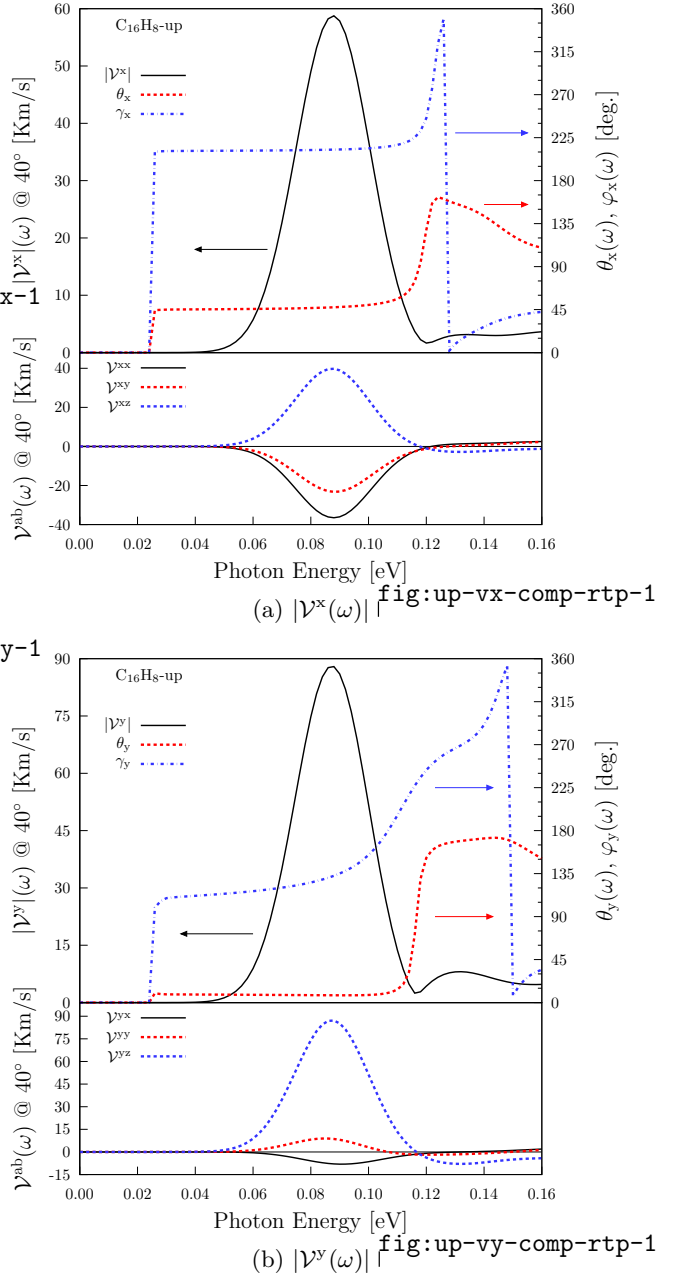 C₁₆H₈-up
|𝒱ˣ|
θₓ
γₓ
|𝒱ˣ|(ω) @ 40° [Km/s]
60
50
40
30
20
10
0
360
315
270
225
180
135
90
45
0
θₓ(ω), φₓ(ω) [deg.]
x-1
𝒱ˣˣ
𝒱ˣʸ
𝒱ˣᶻ
𝒱ᵃᵇ(ω) @ 40° [Km/s]
40
20
0
-20
-40
0.00 0.02 0.04 0.06 0.08 0.10 0.12 0.14 0.16
Photon Energy [eV]
(a) |𝒱ˣ(ω)|
fig:up-vx-comp-rtp-1
y-1
C₁₆H₈-up
|𝒱ʸ|
θ_y
γ_y
|𝒱ʸ|(ω) @ 40° [Km/s]
90
75
60
45
30
15
0
360
315
270
225
180
135
90
45
0
θ_y(ω), φ_y(ω) [deg.]
𝒱ʸˣ
𝒱ʸʸ
𝒱ʸᶻ
𝒱ᵃᵇ(ω) @ 40° [Km/s]
90
75
60
45
30
15
0
-15
0.00 0.02 0.04 0.06 0.08 0.10 0.12 0.14 0.16
Photon Energy [eV]
(b) |𝒱ʸ(ω)|
fig:up-vy-comp-rtp-1